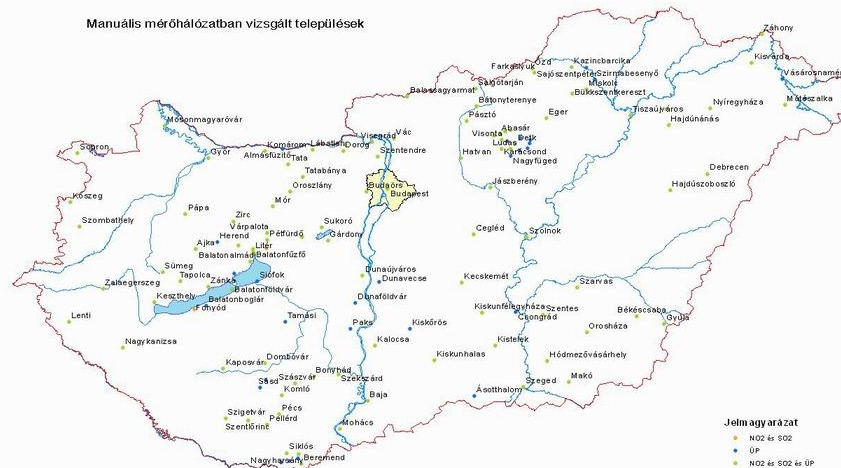 Manuális mérőhálózatban vizsgált települések
Záhony
Kisvárda
Ózd
Kazincbarcika
Farkaslyuk
Sajószentpéter
Szirmabesenyő
Vásárosnamé
Miskolc
Salgótarján
Balassagyarmat
Bükkszentkereszt
Mátészalka
Bátonyterenye
Nyíregyháza
Tiszaújváros
Eger
Pásztó
Hajdúnánás
Mosonmagyaróvár
Abasár
Visonta
Vác
Visegrád
Detk
Ludas
Sopron
Komárom
Lábatlan
Dorog
Almásfüzitő
Győr
Szentendre
Hatvan
Karácsond
Tata
Nagyfüged
Tatabánya
Debrecen
Oroszlány
Budaörs
Budapest
Jászberény
Hajdúszoboszló
Kőszeg
Mór
Pápa
Szombathely
Zirc
Sukoró
Várpalota
Herend
Pétfürdő
Gárdony
Cegléd
Szolnok
Ajka
Litér
Balatonalmádi
Balatonfűzfő
Sümeg
Tapolca
Siófok
Dunaújváros
Dunavecse
Kecskemét
Zalaegerszeg
Zánka
Szarvas
Balatonföldvár
Keszthely
Balatonboglár
Dunaföldvár
Fonyód
Kiskunfélegyháza
Szentes
Csongrád
Békéscsaba
Gyula
Lenti
Tamási
Paks
Kiskőrös
Orosháza
Nagykanizsa
Kalocsa
Kistelek
Kaposvár
Dombóvár
Kiskunhalas
Hódmezővásárhely
Bonyhád
Szászvár
Szekszárd
Sásd
Komló
Makó
Szeged
Ásotthalom
Baja
Szigetvár
Pécs
Pellérd
Szentlőrinc
Mohács
Siklós
Beremend
Nagyharsány
Jelmagyarázat
NO2 és SO2
ÜP
NO2 és SO2 és ÜP